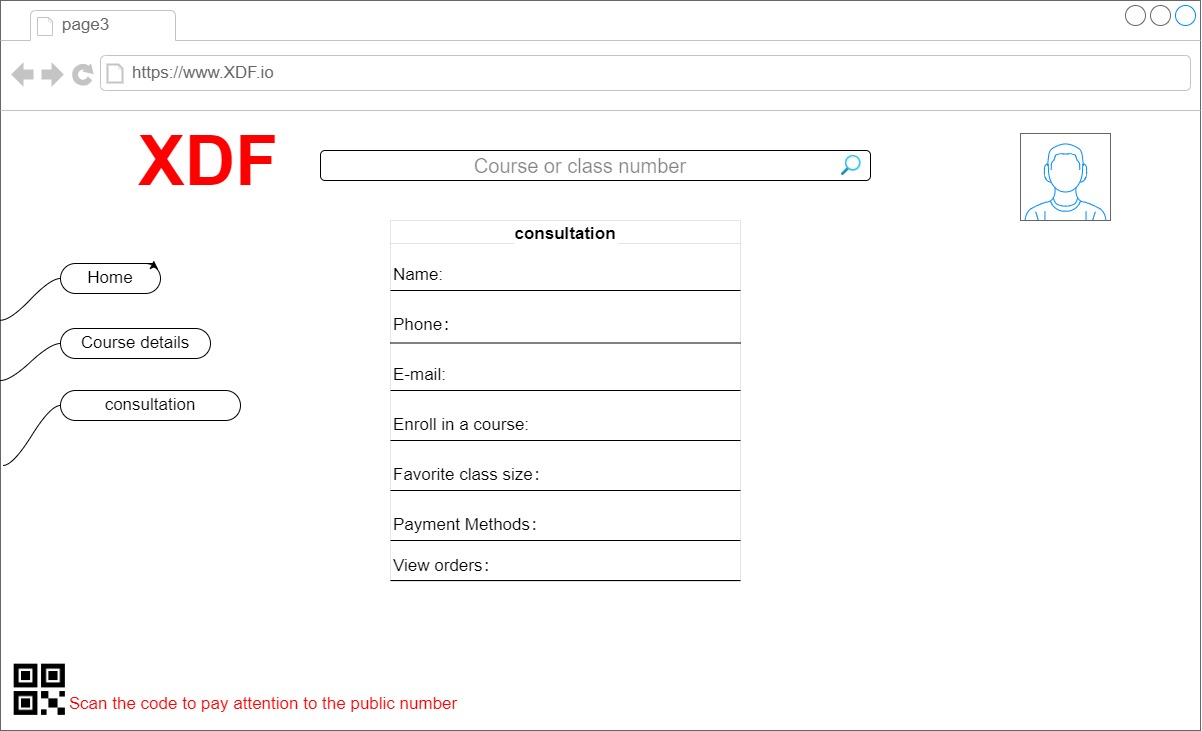 page3
https://www.XDF.io
XDF
Course or class number
consultation
Name:
Home
Phone：
Course details
E-mail:
consultation
Enroll in a course:
Favorite class size：
Payment Methods：
View orders：
Scan the code to pay attention to the public number